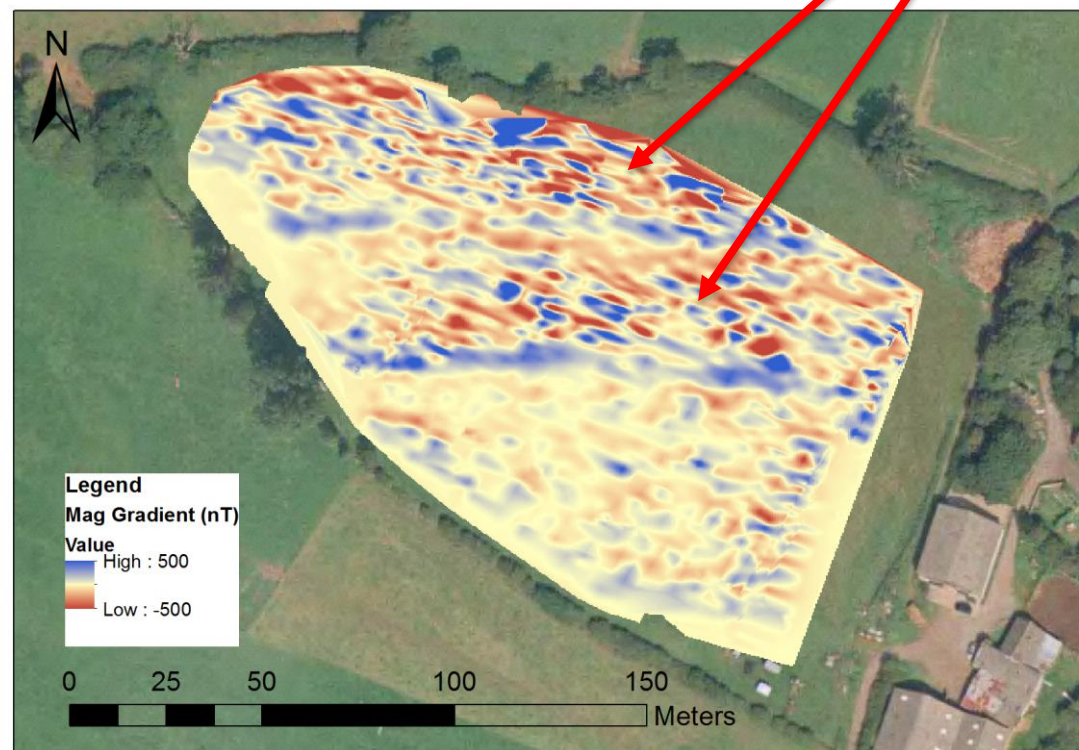 N
Legend
Mag Gradient (nT)
Value
High : 500
Low : -500
0 25 50 100 150
Meters